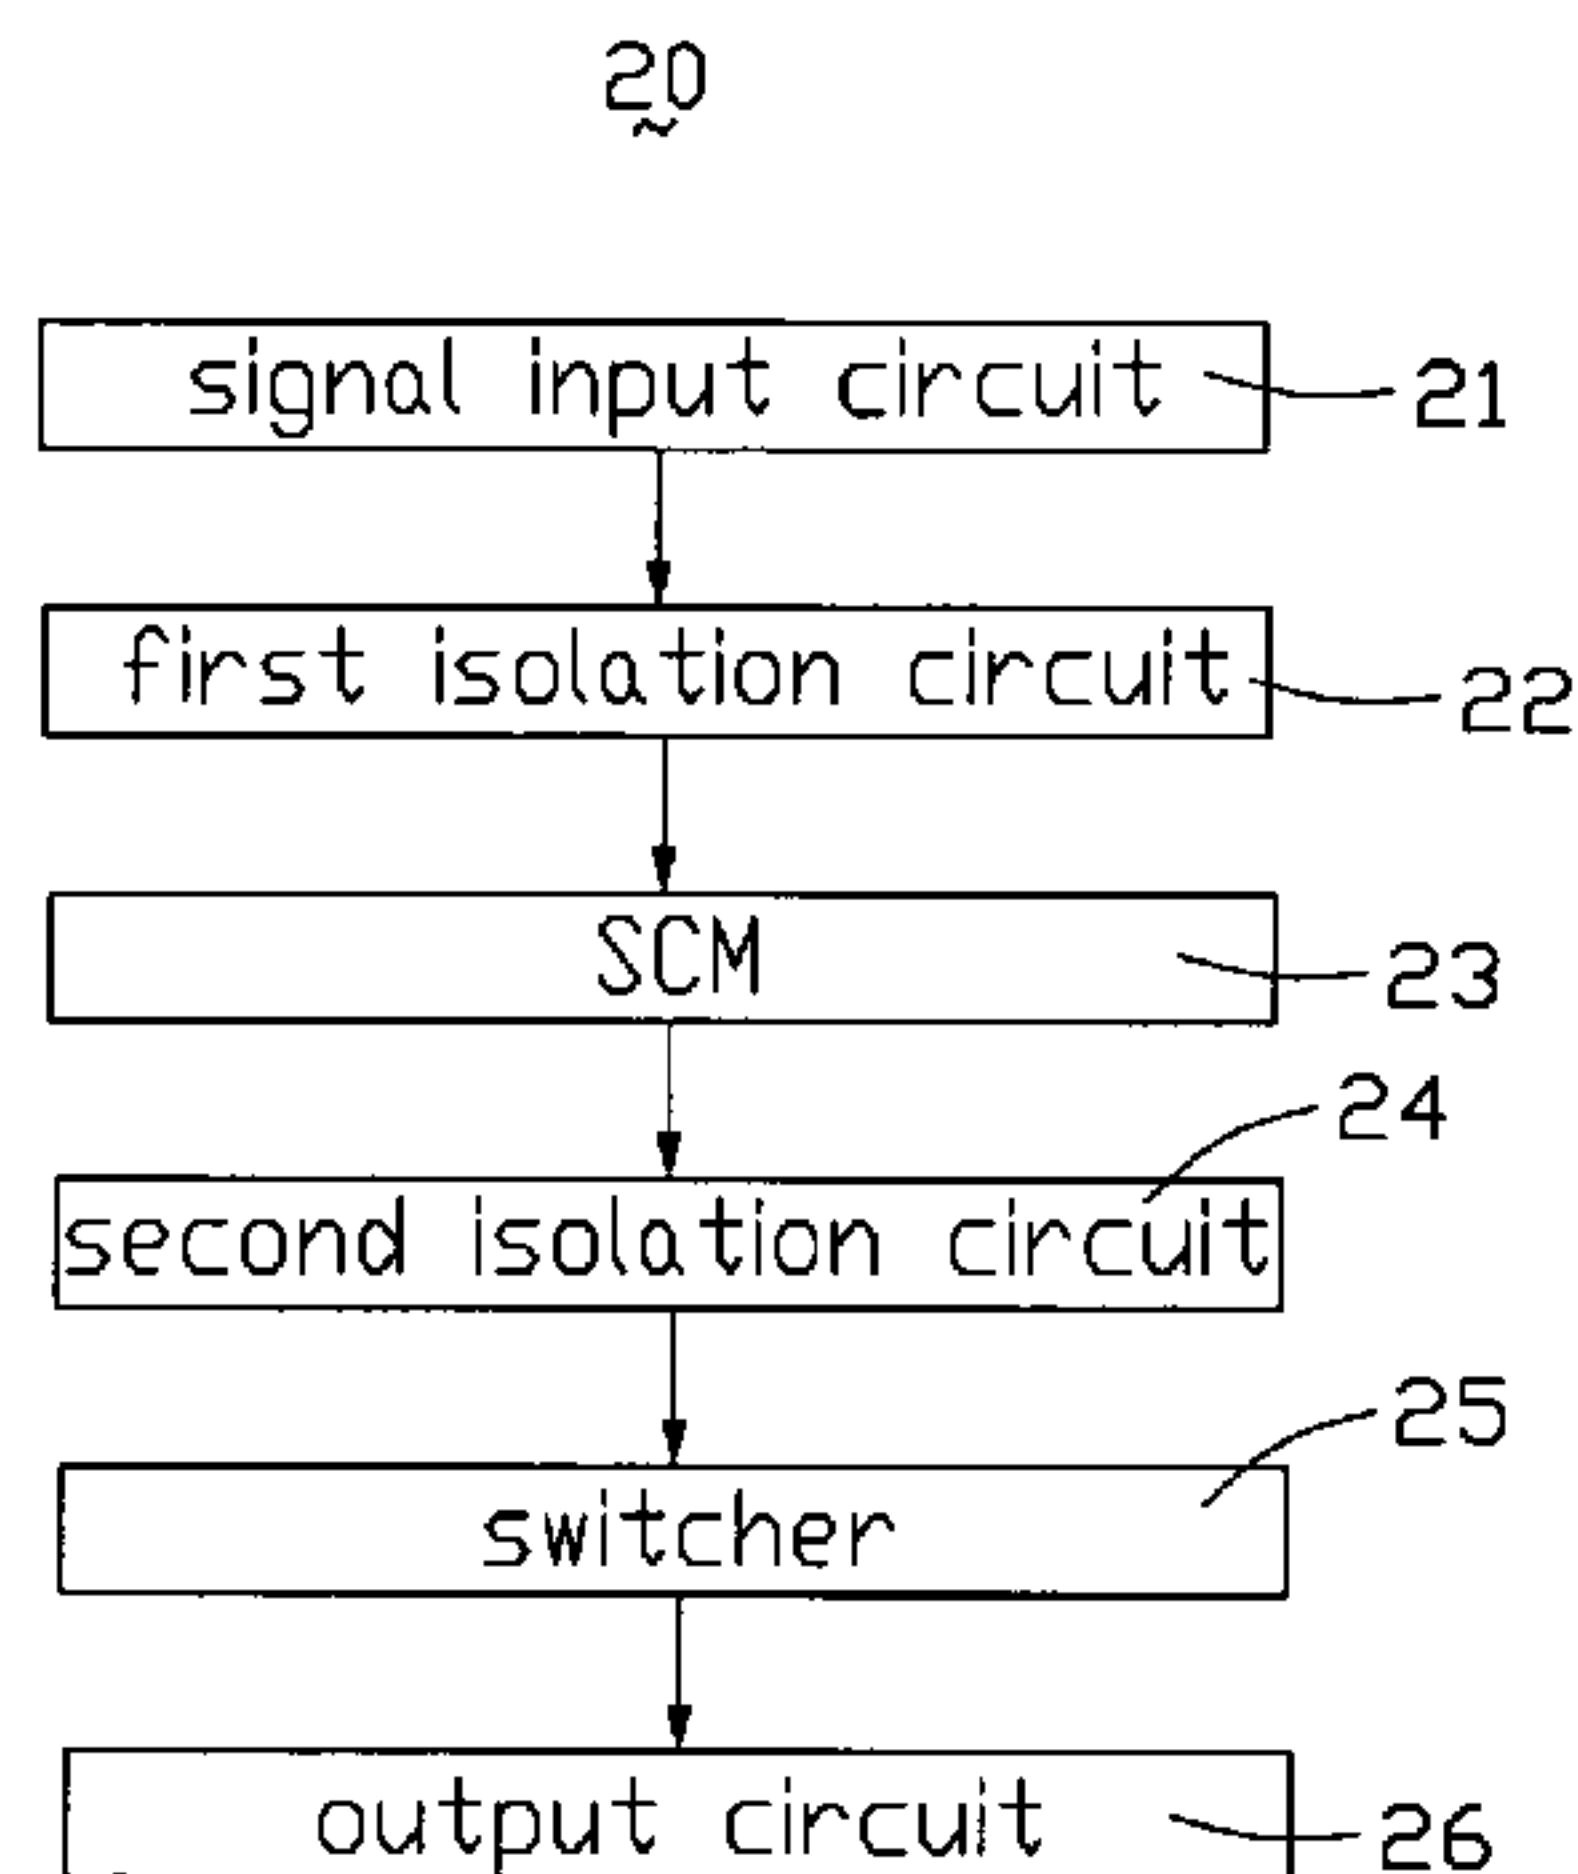 20
signal input circuit 21
first isolation circuit 22
SCM 23
24
second isolation circuit
25
switcher
output circuit 26